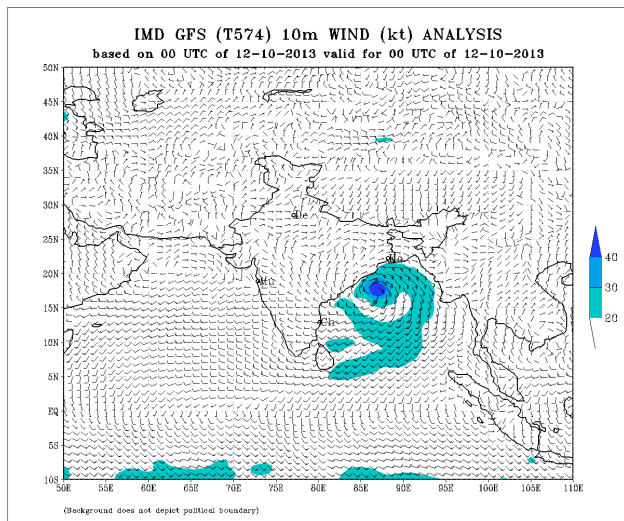 IMD GFS (T574) 10m WIND (kt) ANALYSIS
based on 00 UTC of 12-10-2013 valid for 00 UTC of 12-10-2013
50N
45N
40N
35N
30N
25N
20N
15N
10N
5N
EQ
5S
10S
De
Mu
Ch
40
30
20
50E 60E 65E 70E 75E 80E 85E 90E 95E 100E 105E 110E
(Background does not depict political boundary)